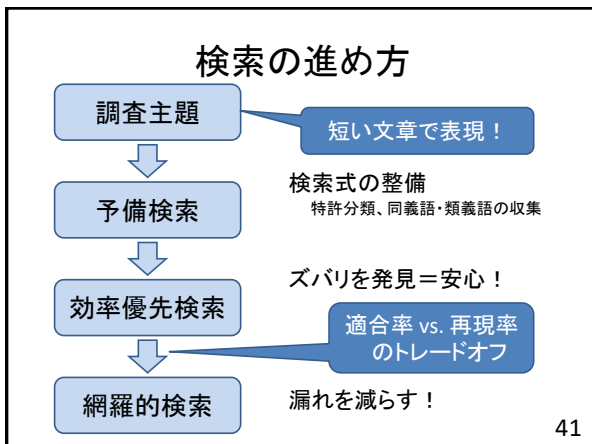 検索の進め方
調査主題
短い文章で表現！
検索式の整備
特許分類、同義語・類義語の収集
予備検索
ズバリを発見＝安心！
効率優先検索
適合率 vs. 再現率
のトレードオフ
網羅的検索
漏れを減らす！
41